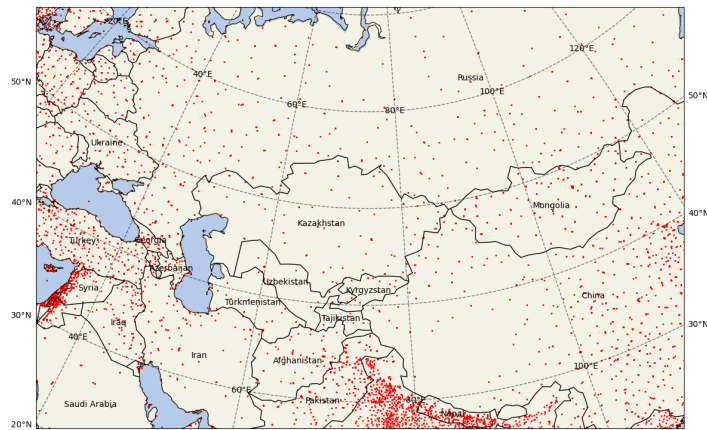 20°E
120°E
40°E
Russia
50°N
100°E
50°N
60°E
80°E
Ukraine
40°N
Mongolia
40°N
Kazakhstan
Turkey
Georgia
Azerbaijan
Uzbekistan
Syria
Kyrgyzstan
China
Turkmenistan
30°N
Iraq
Tajikistan
30°N
40°E
Iran
Afghanistan
100°E
60°E
80°E
Pakistan
Saudi Arabia
Nepal
20°N